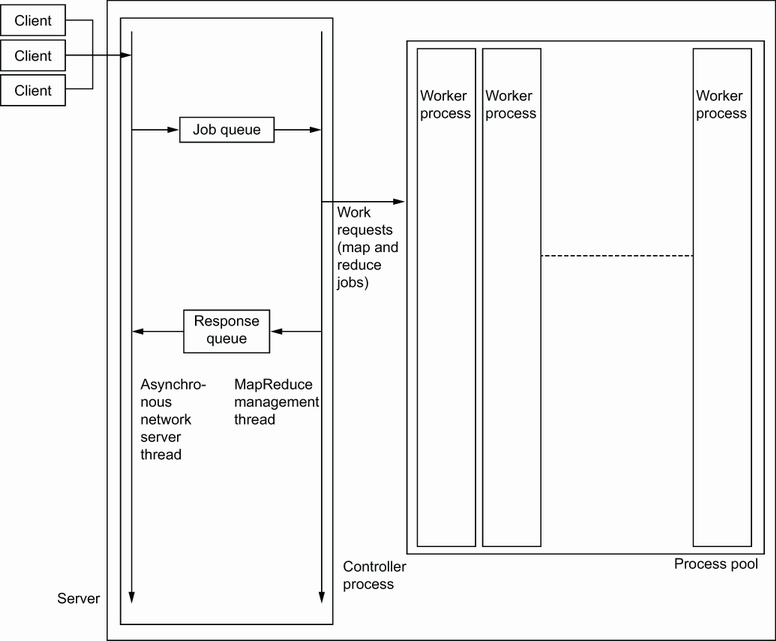 Client
Client
Client
Job queue
Work
requests
(map and
reduce
jobs)
Response
queue
Asynchro-
nous
network
server
thread
MapReduce
management
thread
Worker
process
Worker
process
Worker
process
Controller
process
Process pool
Server